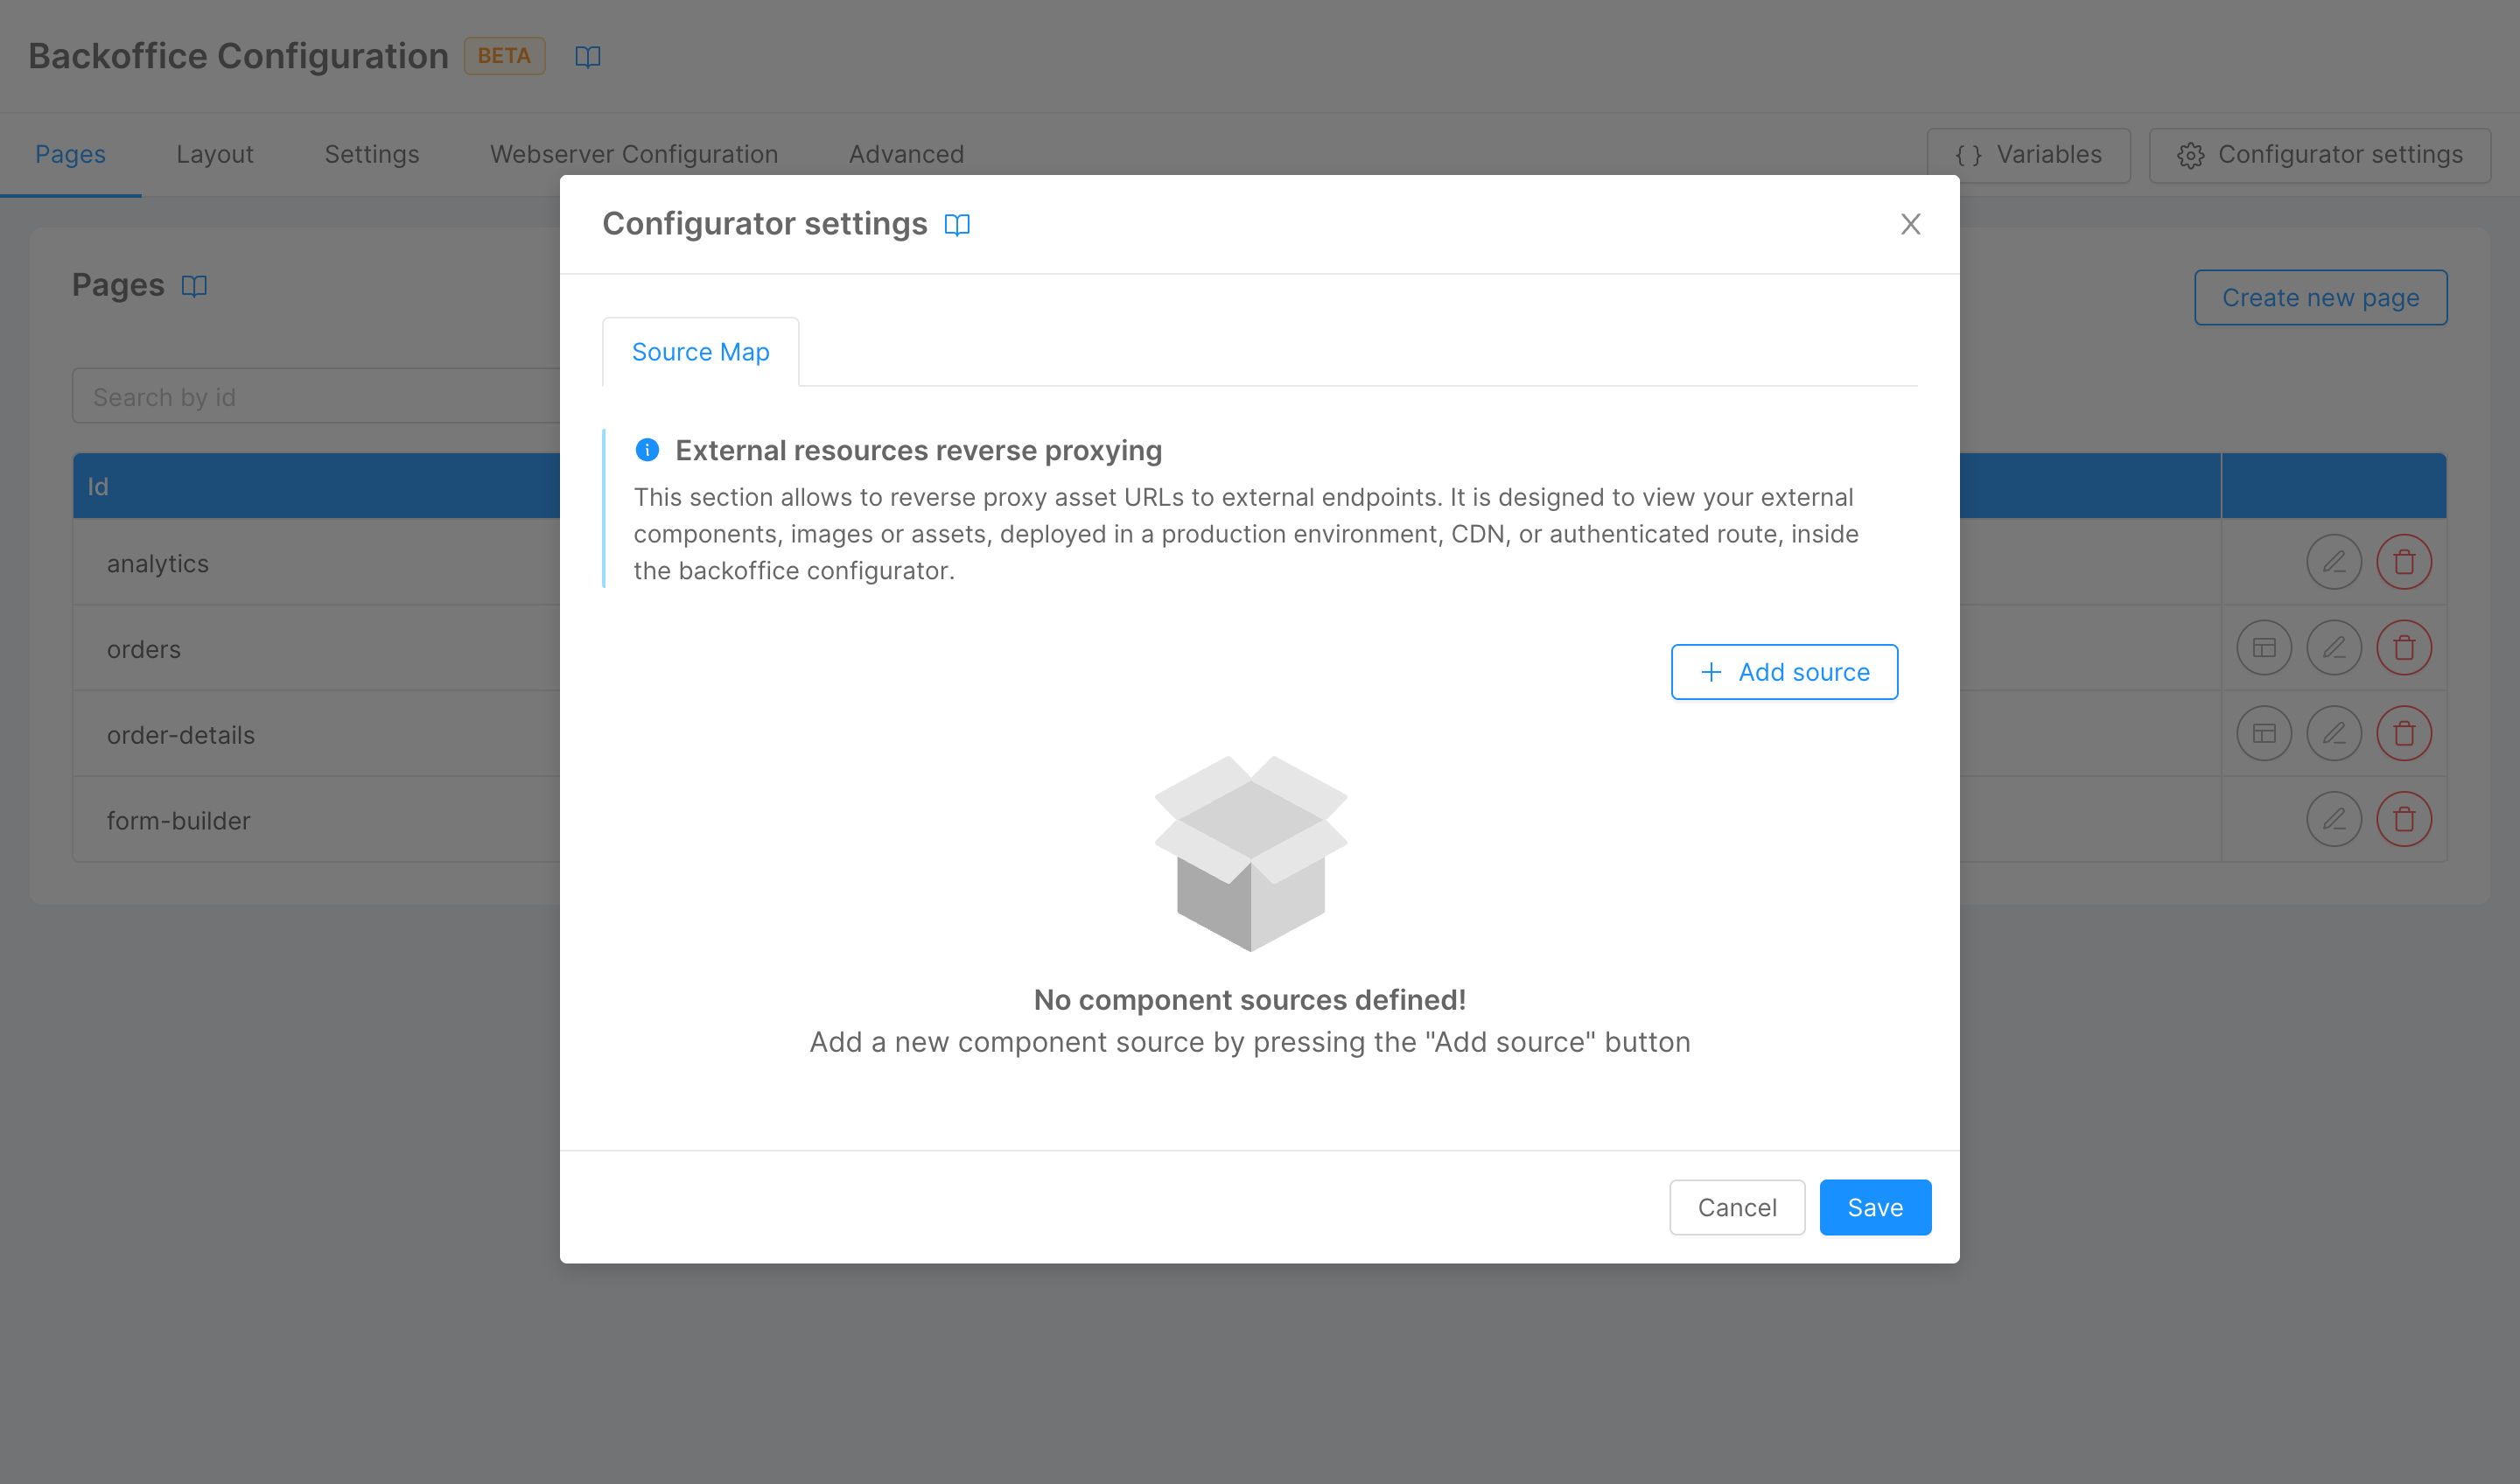 Backoffice Configuration BETA
Pages Layout Settings Webserver Configuration Advanced { } Variables Configurator settings
Configurator settings
Pages
Create new page
Source Map
Search by id
External resources reverse proxying
Id
This section allows to reverse proxy asset URLs to external endpoints. It is designed to view your external
components, images or assets, deployed in a production environment, CDN, or authenticated route, inside
the backoffice configurator.
analytics
orders
+ Add source
order-details
form-builder
No component sources defined!
Add a new component source by pressing the "Add source" button
Cancel Save